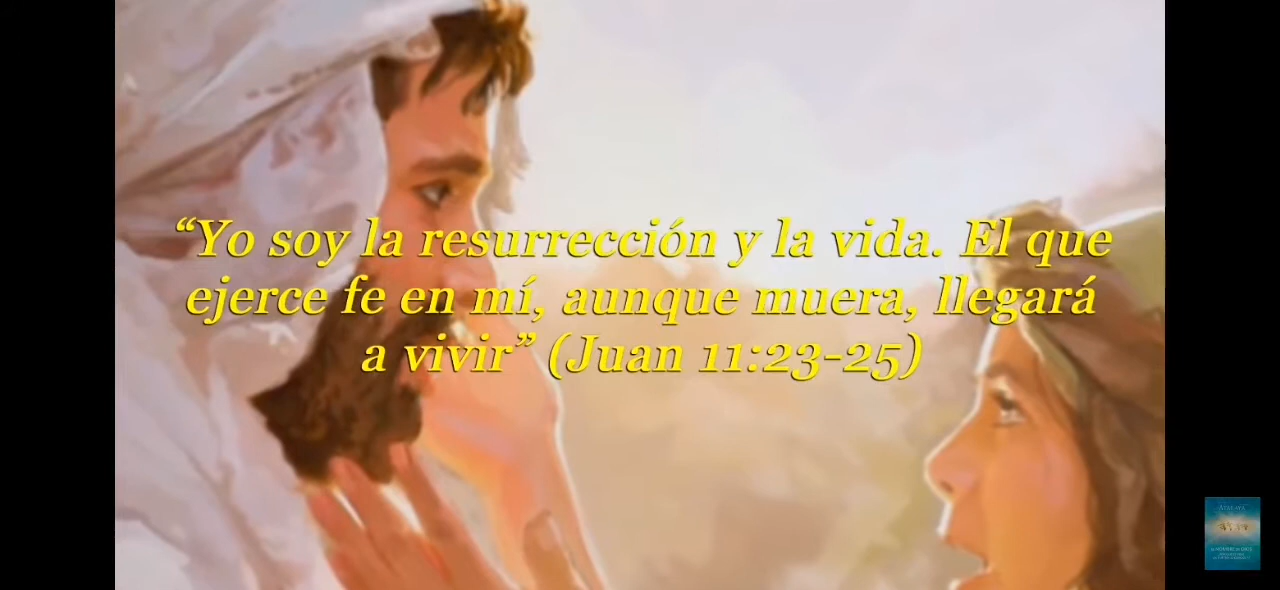 “Yo soy la resurrección y la vida. El que
ejerce fe en mí, aunque muera, llegará
a vivir” (Juan 11:23-25)
ATALAYA